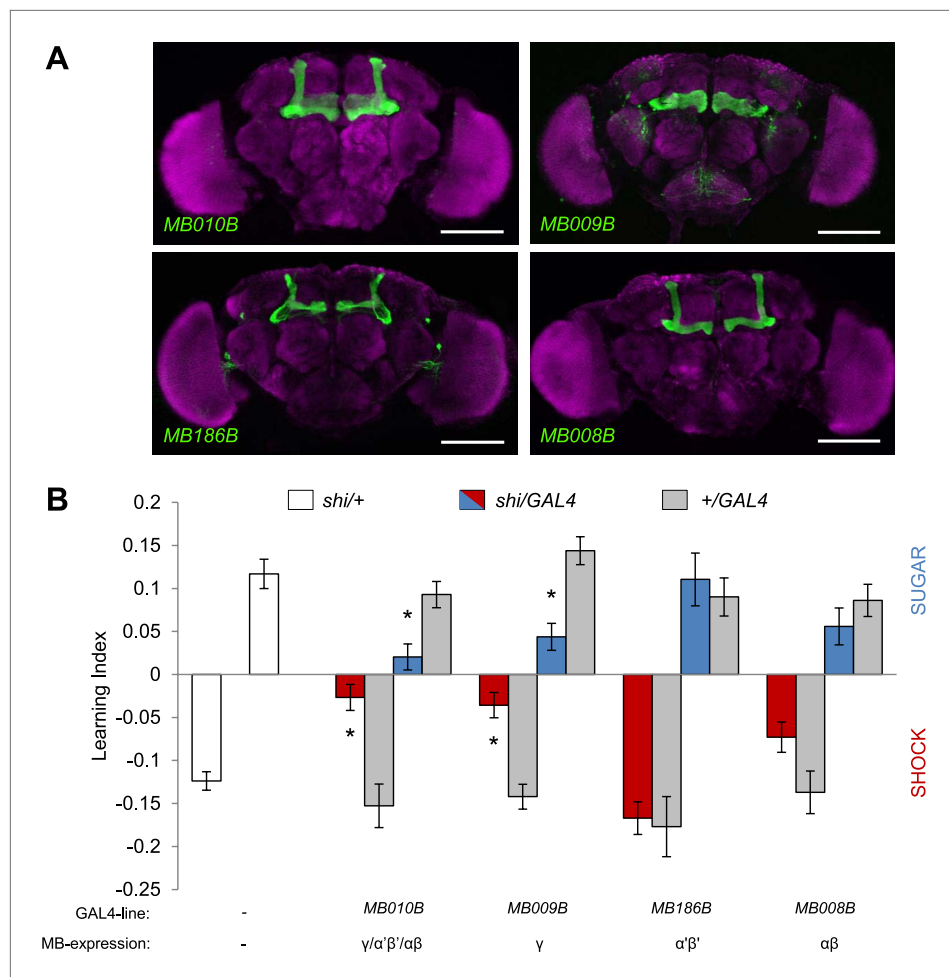 A
MB010B
MB009B
MB186B
MB008B
B
shi/+
shi/GAL4
+/GAL4
0.2
0.15
0.1
0.05
0
-0.05
-0.1
-0.15
-0.2
-0.25
Learning Index
SUGAR
SHOCK
*
*
*
*
GAL4-line:
-
MB010B
MB009B
MB186B
MB008B
MB-expression:
-
γ/α'β'/αβ
γ
α'β'
αβ